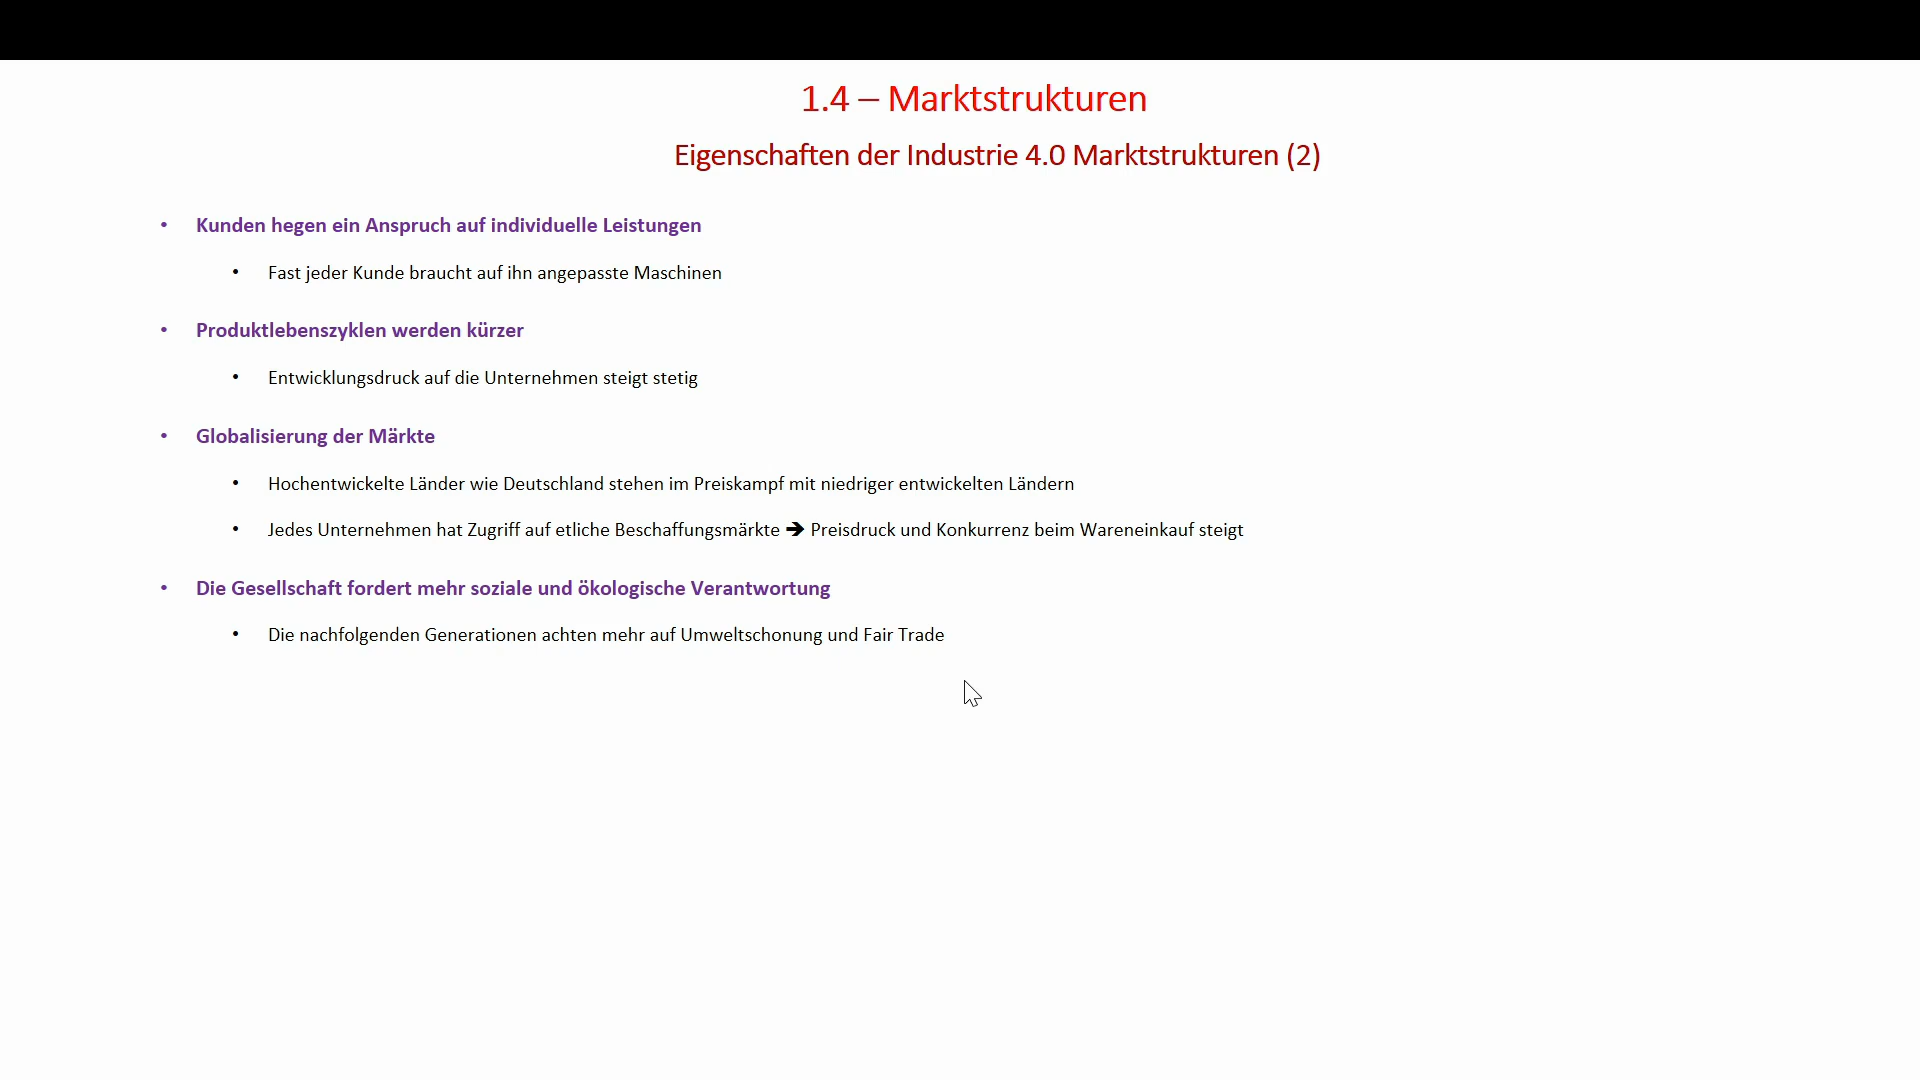 1.4 – Marktstrukturen
Eigenschaften der Industrie 4.0 Marktstrukturen (2)
• Kunden hegen ein Anspruch auf individuelle Leistungen
• Fast jeder Kunde braucht auf ihn angepasste Maschinen
• Produktlebenszyklen werden kürzer
• Entwicklungsdruck auf die Unternehmen steigt stetig
• Globalisierung der Märkte
• Hochentwickelte Länder wie Deutschland stehen im Preiskampf mit niedriger entwickelten Ländern
• Jedes Unternehmen hat Zugriff auf etliche Beschaffungsmärkte ➔ Preisdruck und Konkurrenz beim Wareneinkauf steigt
• Die Gesellschaft fordert mehr soziale und ökologische Verantwortung
• Die nachfolgenden Generationen achten mehr auf Umweltschonung und Fair Trade